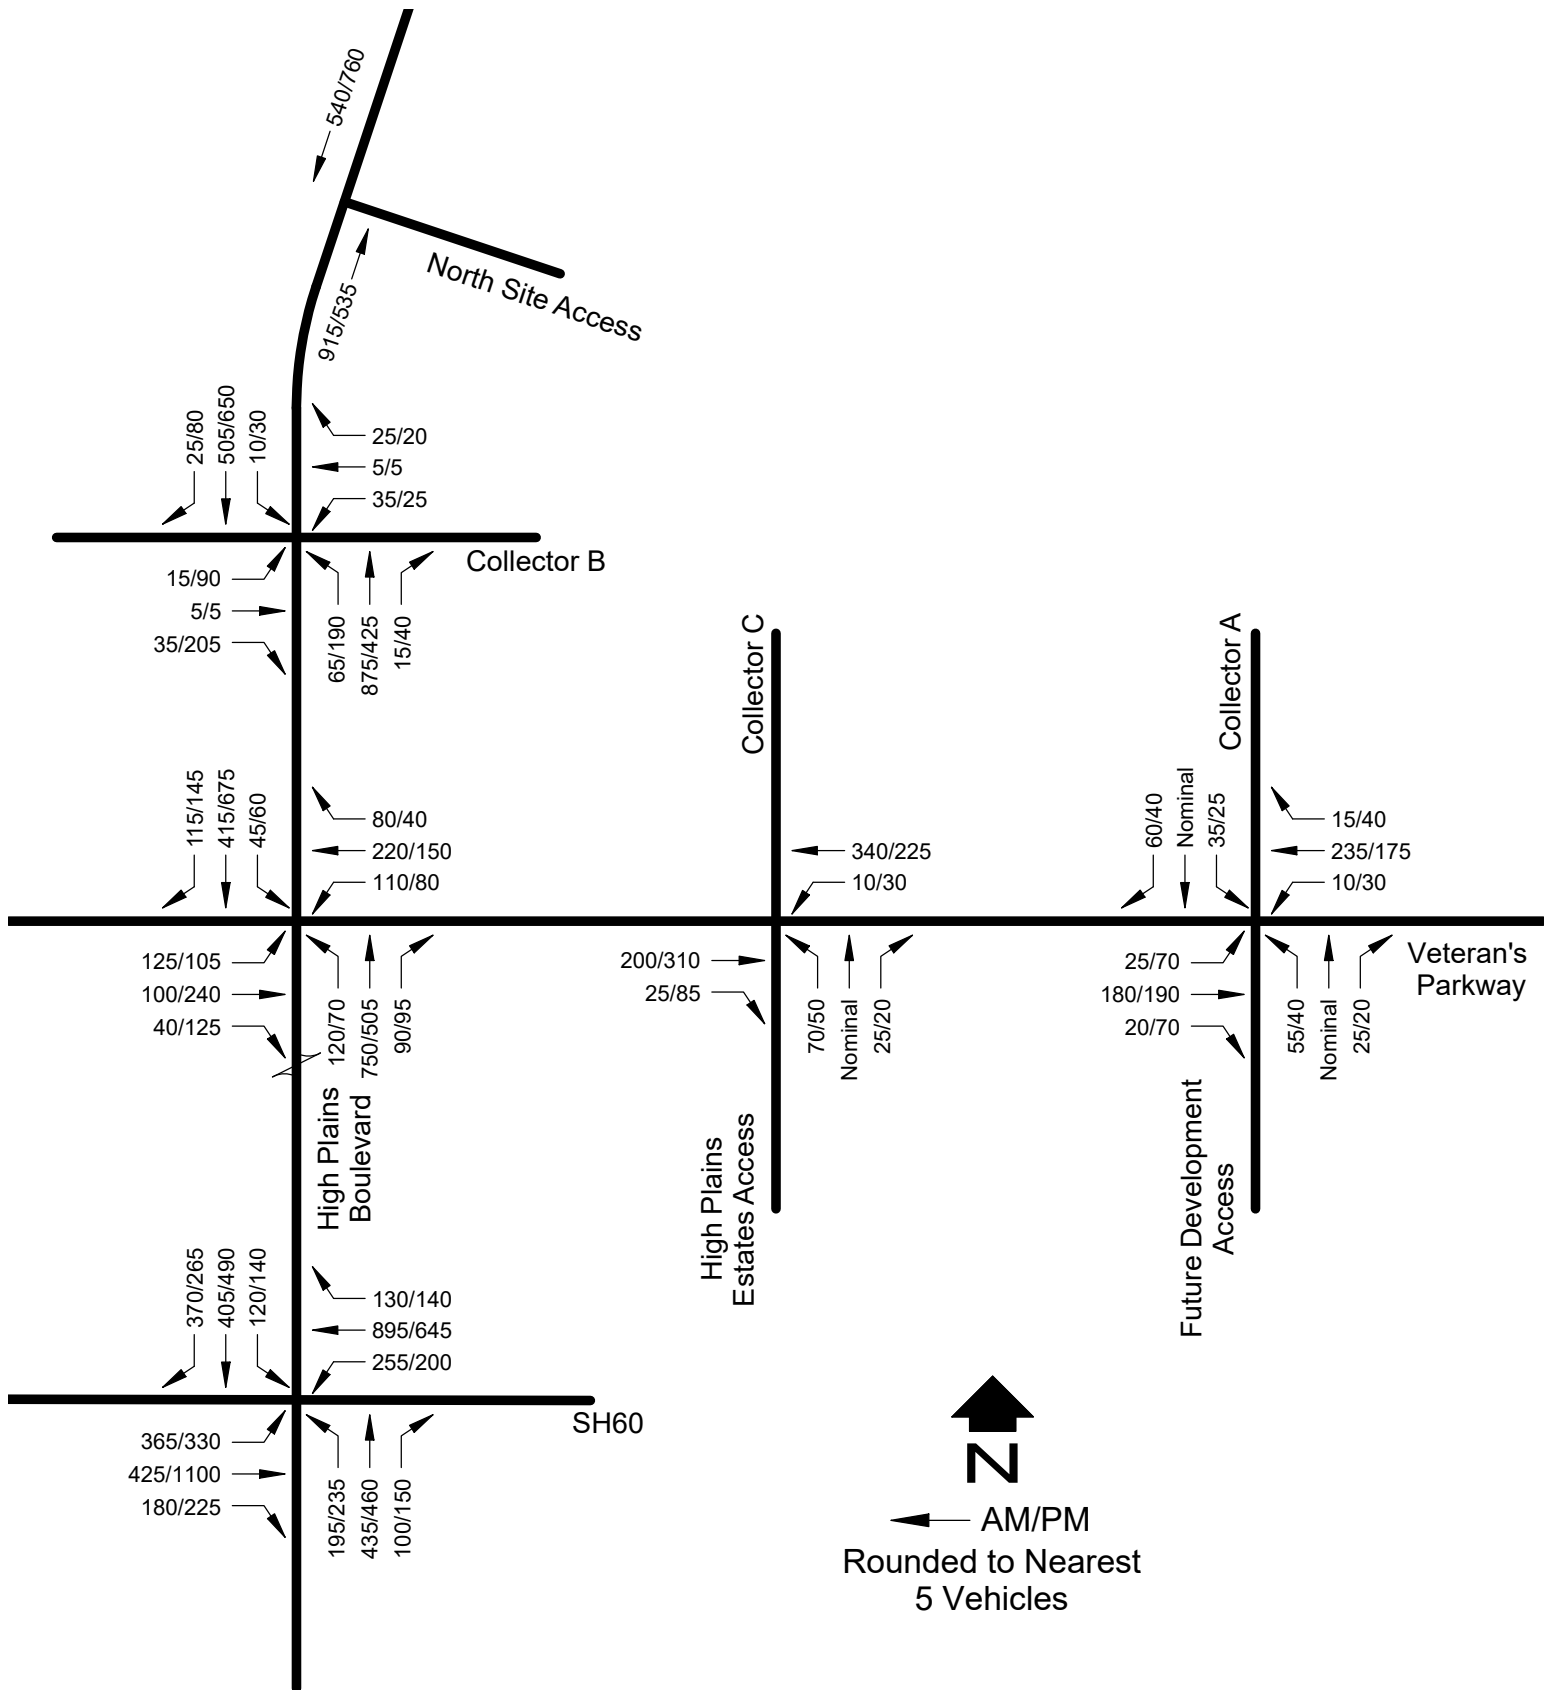 540/760
North Site Access
915/535
25/80
505/650
10/30
25/20
5/5
35/25
Collector B
15/90
5/5
35/205
65/190
875/425
15/40
Collector C
Collector A
115/145
415/675
45/60
80/40
220/150
110/80
340/225
10/30
60/40
Nominal
35/25
15/40
235/175
10/30
125/105
100/240
40/125
120/70
750/505
90/95
200/310
25/85
70/50
Nominal
25/20
25/70
180/190
20/70
55/40
Nominal
25/20
Veteran's
Parkway
High Plains
Boulevard
High Plains
Estates Access
Future Development
Access
370/265
405/490
120/140
130/140
895/645
255/200
SH60
365/330
425/1100
180/225
195/235
435/460
100/150
N
AM/PM
Rounded to Nearest
5 Vehicles